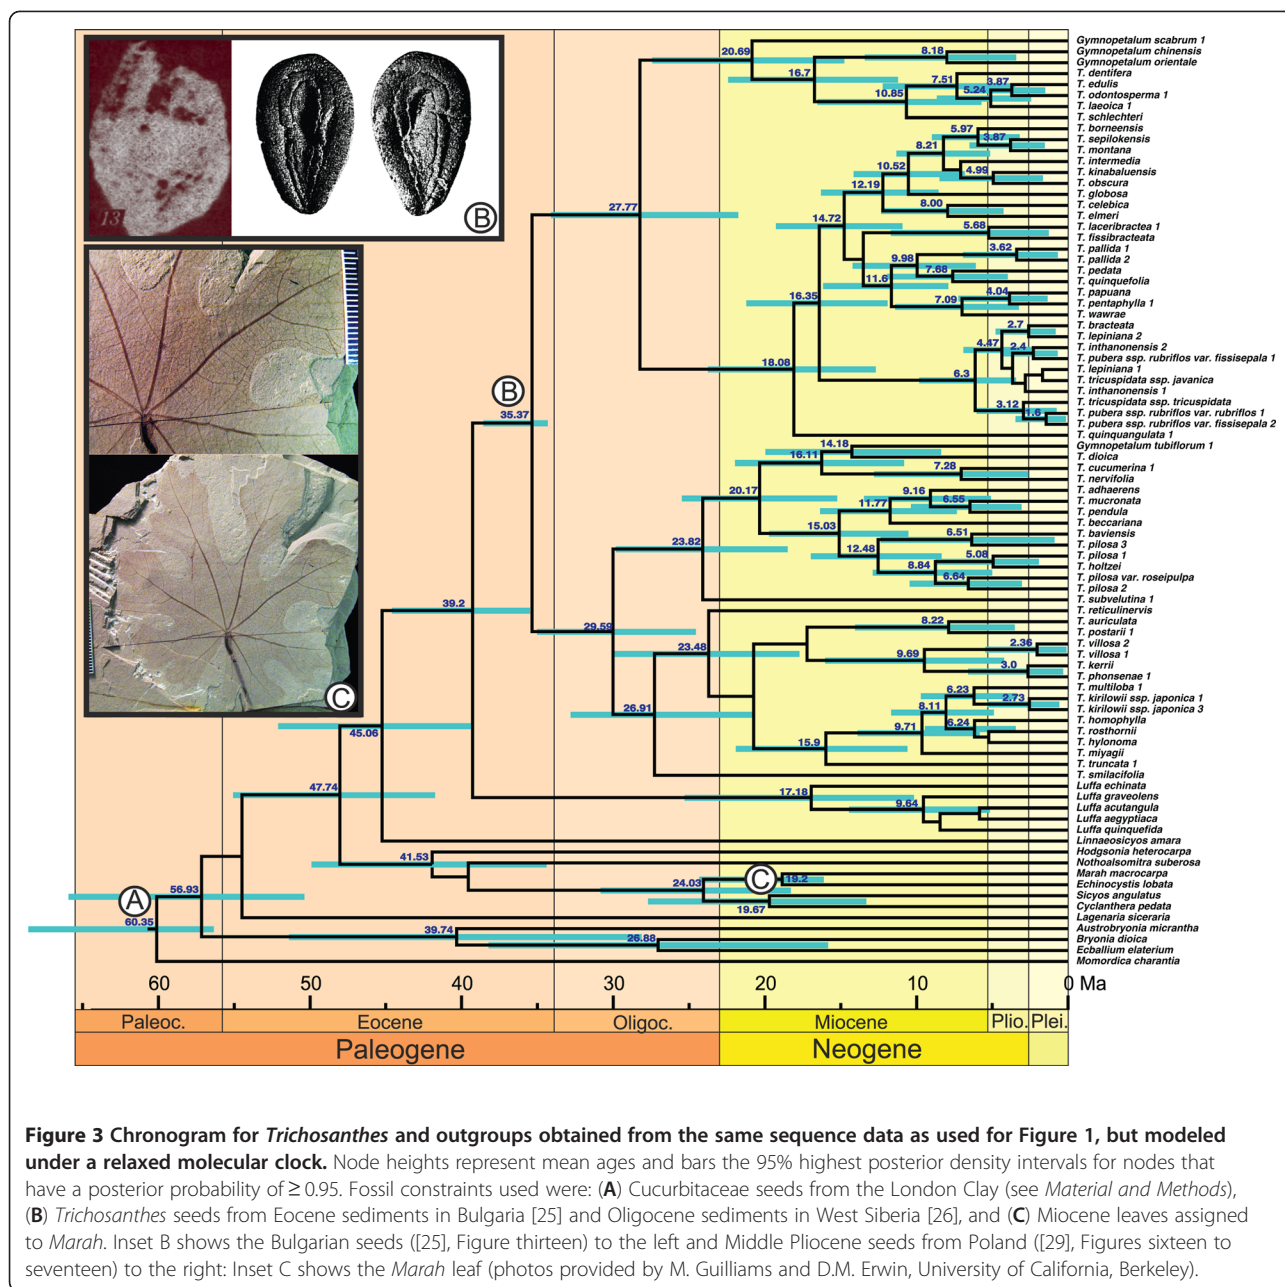 Gymnopetalum scabrum 1
Gymnopetalum chinensis
Gymnopetalum orientale
T. dentifera
T. edulis
T. odontosperma 1
T. laeoica 1
T. schlechteri
T. borneensis
T. sepilokensis
T. montana
T. intermedia
T. kinabaluensis
T. obscura
T. globosa
T. celebica
T. elmeri
T. laceribractea 1
T. fissibracteata
T. pallida 1
T. pallida 2
T. pedata
T. quinquefolia
T. papuana
T. pentaphylla 1
T. wawrae
T. bracteata
T. lepiniana 2
T. inthanonensis 2
T. pubera ssp. rubriflos var. fissisepala 1
T. lepiniana 1
T. tricuspidata ssp. javanica
T. inthanonensis 1
T. tricuspidata ssp. tricuspidata
T. pubera ssp. rubriflos var. rubriflos 1
T. pubera ssp. rubriflos var. fissisepala 2
T. quinquangulata 1
Gymnopetalum tubiflorum 1
T. dioica
T. cucumerina 1
T. nervifolia
T. adhaerens
T. mucronata
T. pendula
T. beccariana
T. baviensis
T. pilosa 3
T. pilosa 1
T. holtzei
T. pilosa var. roseipulpa
T. pilosa 2
T. subvelutina 1
T. reticulinervis
T. auriculata
T. postarii 1
T. villosa 2
T. villosa 1
T. kerrii
T. phonsenae 1
T. multiloba 1
T. kirilowii ssp. japonica 1
T. kirilowii ssp. japonica 3
T. homophylla
T. rosthornii
T. hylonoma
T. miyagii
T. truncata 1
T. smilacifolia
Luffa echinata
Luffa graveolens
Luffa acutangula
Luffa aegyptiaca
Luffa quinquefida
Linnaeosicyos amara
Hodgsonia heterocarpa
Nothoalsomitra suberosa
Marah macrocarpa
Echinocystis lobata
Sicyos angulatus
Cyclanthera pedata
Lagenaria siceraria
Austrobryonia micrantha
Bryonia dioica
Ecballium elaterium
Momordica charantia
20.69
8.18
16.7
7.51
3.87
5.24
10.85
5.97
3.87
8.21
10.52
4.99
12.19
8.00
27.77
14.72
5.68
3.62
9.98
7.68
11.6
4.04
16.35
7.09
2.7
4.47
2.4
18.08
6.3
3.12
1.6
35.37
14.18
16.11
7.28
20.17
9.16
6.55
11.77
15.03
6.51
23.82
12.48
5.08
8.84
6.64
39.2
29.59
8.22
23.48
2.36
9.69
3.0
6.23
2.73
26.91
8.11
6.24
9.71
15.9
45.06
47.74
17.18
9.64
41.53
24.03
19.2
19.67
56.93
60.35
39.74
26.88
13
B
C
B
A
C
60
50
40
30
20
10
0 Ma
Paleoc.
Eocene
Oligoc.
Miocene
Plio.
Plei.
Paleogene
Neogene
Figure 3 Chronogram for Trichosanthes and outgroups obtained from the same sequence data as used for Figure 1, but modeled
under a relaxed molecular clock. Node heights represent mean ages and bars the 95% highest posterior density intervals for nodes that
have a posterior probability of ≥ 0.95. Fossil constraints used were: (A) Cucurbitaceae seeds from the London Clay (see Material and Methods),
(B) Trichosanthes seeds from Eocene sediments in Bulgaria [25] and Oligocene sediments in West Siberia [26], and (C) Miocene leaves assigned
to Marah. Inset B shows the Bulgarian seeds ([25], Figure thirteen) to the left and Middle Pliocene seeds from Poland ([29], Figures sixteen to
seventeen) to the right: Inset C shows the Marah leaf (photos provided by M. Guilliams and D.M. Erwin, University of California, Berkeley).